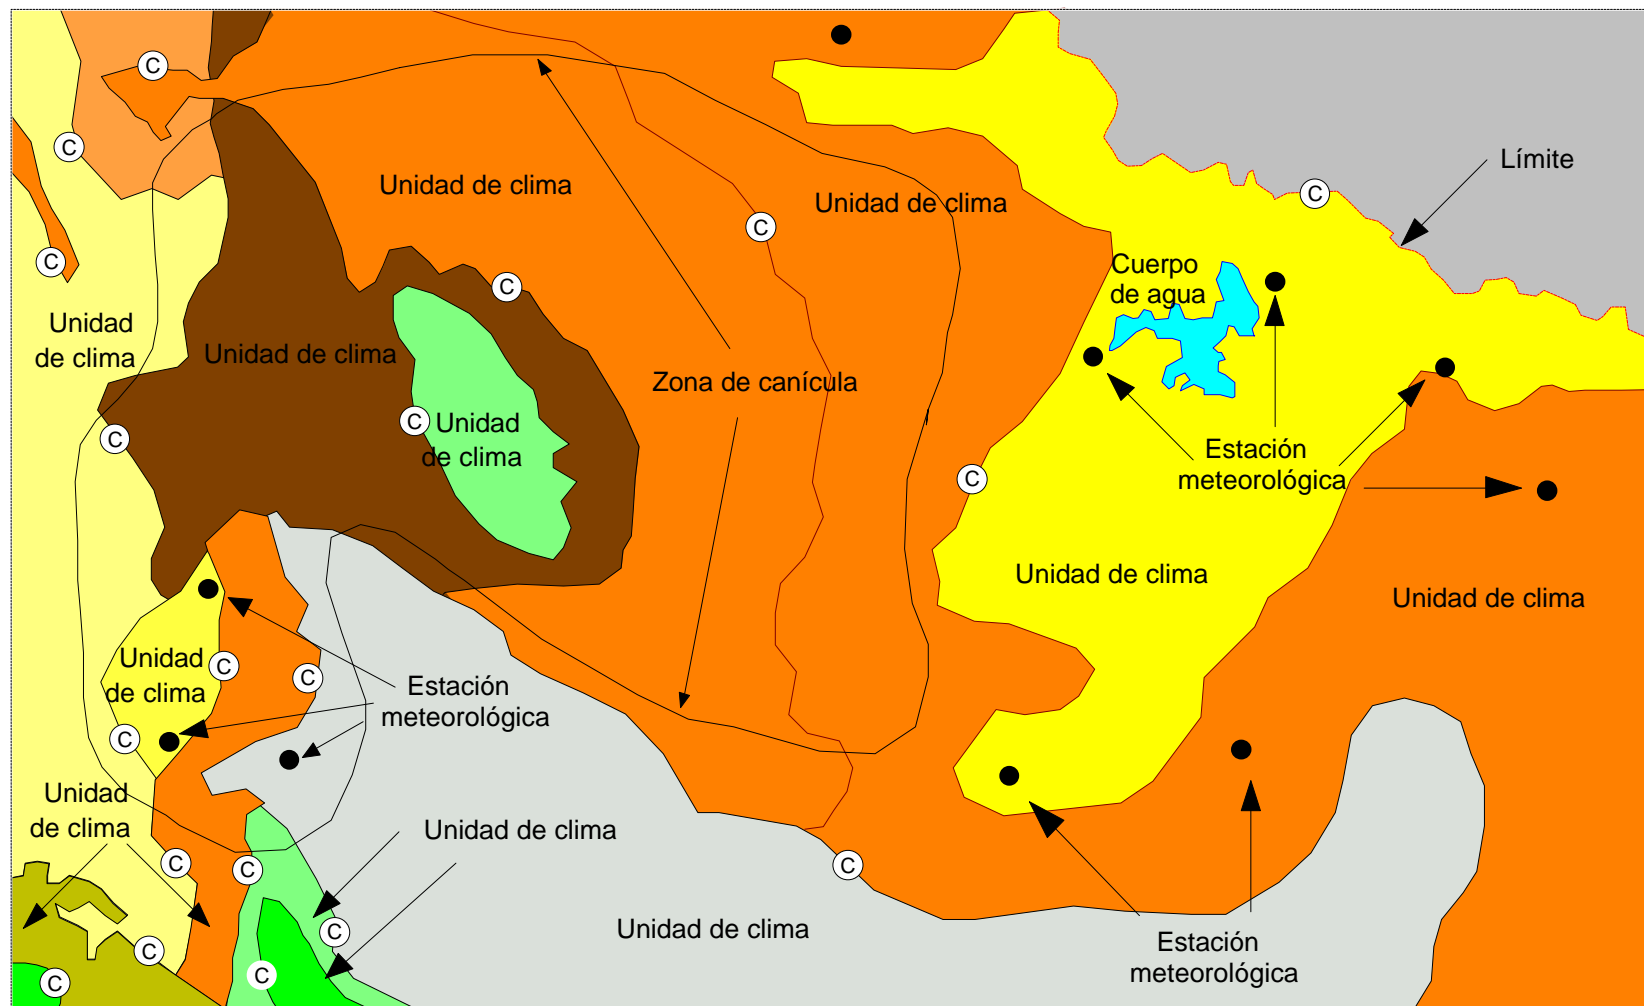 C
C
Límite
Unidad de clima
C
Unidad de clima
C
C
Cuerpo
de agua
C
C
Unidad
de clima
Unidad de clima
Zona de canícula
C
Unidad
de clima
C
Estación
meteorológica
C
Unidad de clima
Unidad de clima
Unidad
de clima
C
C
Estación
meteorológica
C
Unidad
de clima
Unidad de clima
C
C
C
C
Unidad de clima
Estación
meteorológica
C
C
C